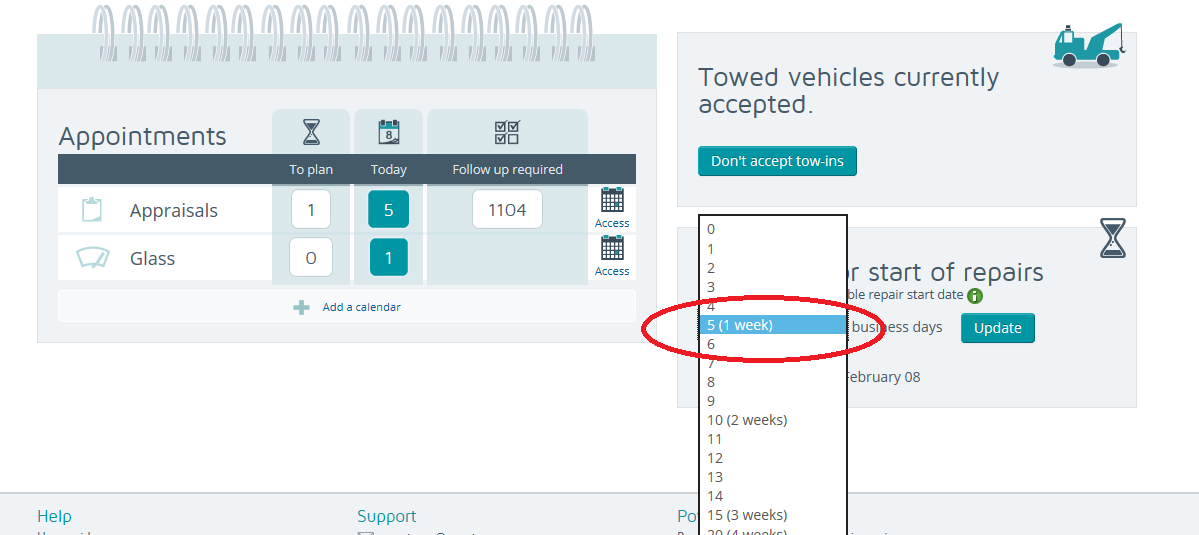 Towed vehicles currently
accepted.
Don't accept tow-ins
Appointments
8
To plan Today Follow up required
Appraisals 1 5 1104 Access
Glass 0 1 Access
Add a calendar
start of repairs
repair start date
business days Update
February 08
0
1
2
3
4
5 (1 week)
6
7
8
9
10 (2 weeks)
11
12
13
14
15 (3 weeks)
20 (4 weeks)
Help
Support